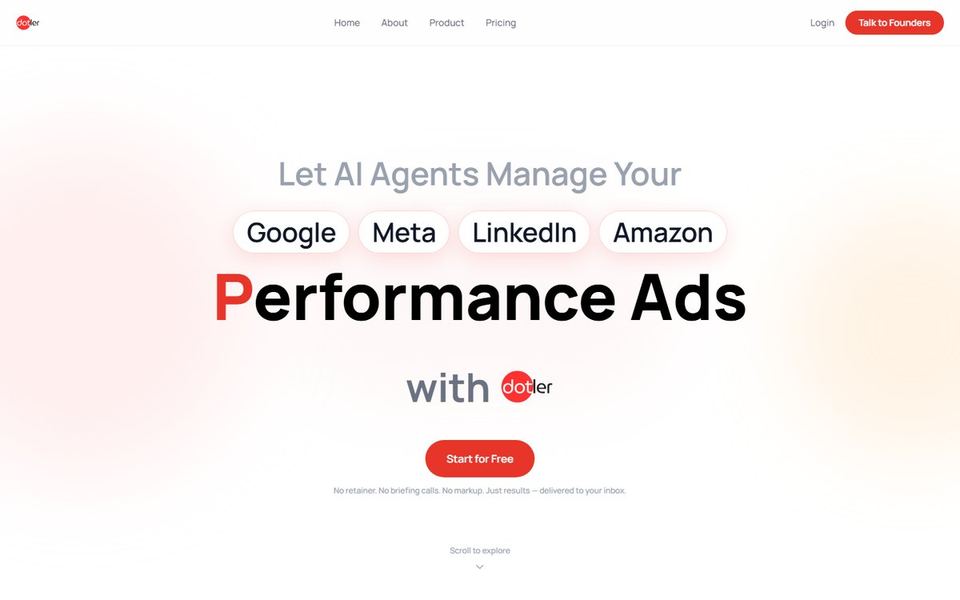 dotler
Home About Product Pricing
Login Talk to Founders
Let AI Agents Manage Your
Google Meta LinkedIn Amazon
Performance Ads
with dotler
Start for Free
No retainer. No briefing calls. No markup. Just results — delivered to your inbox.
Scroll to explore